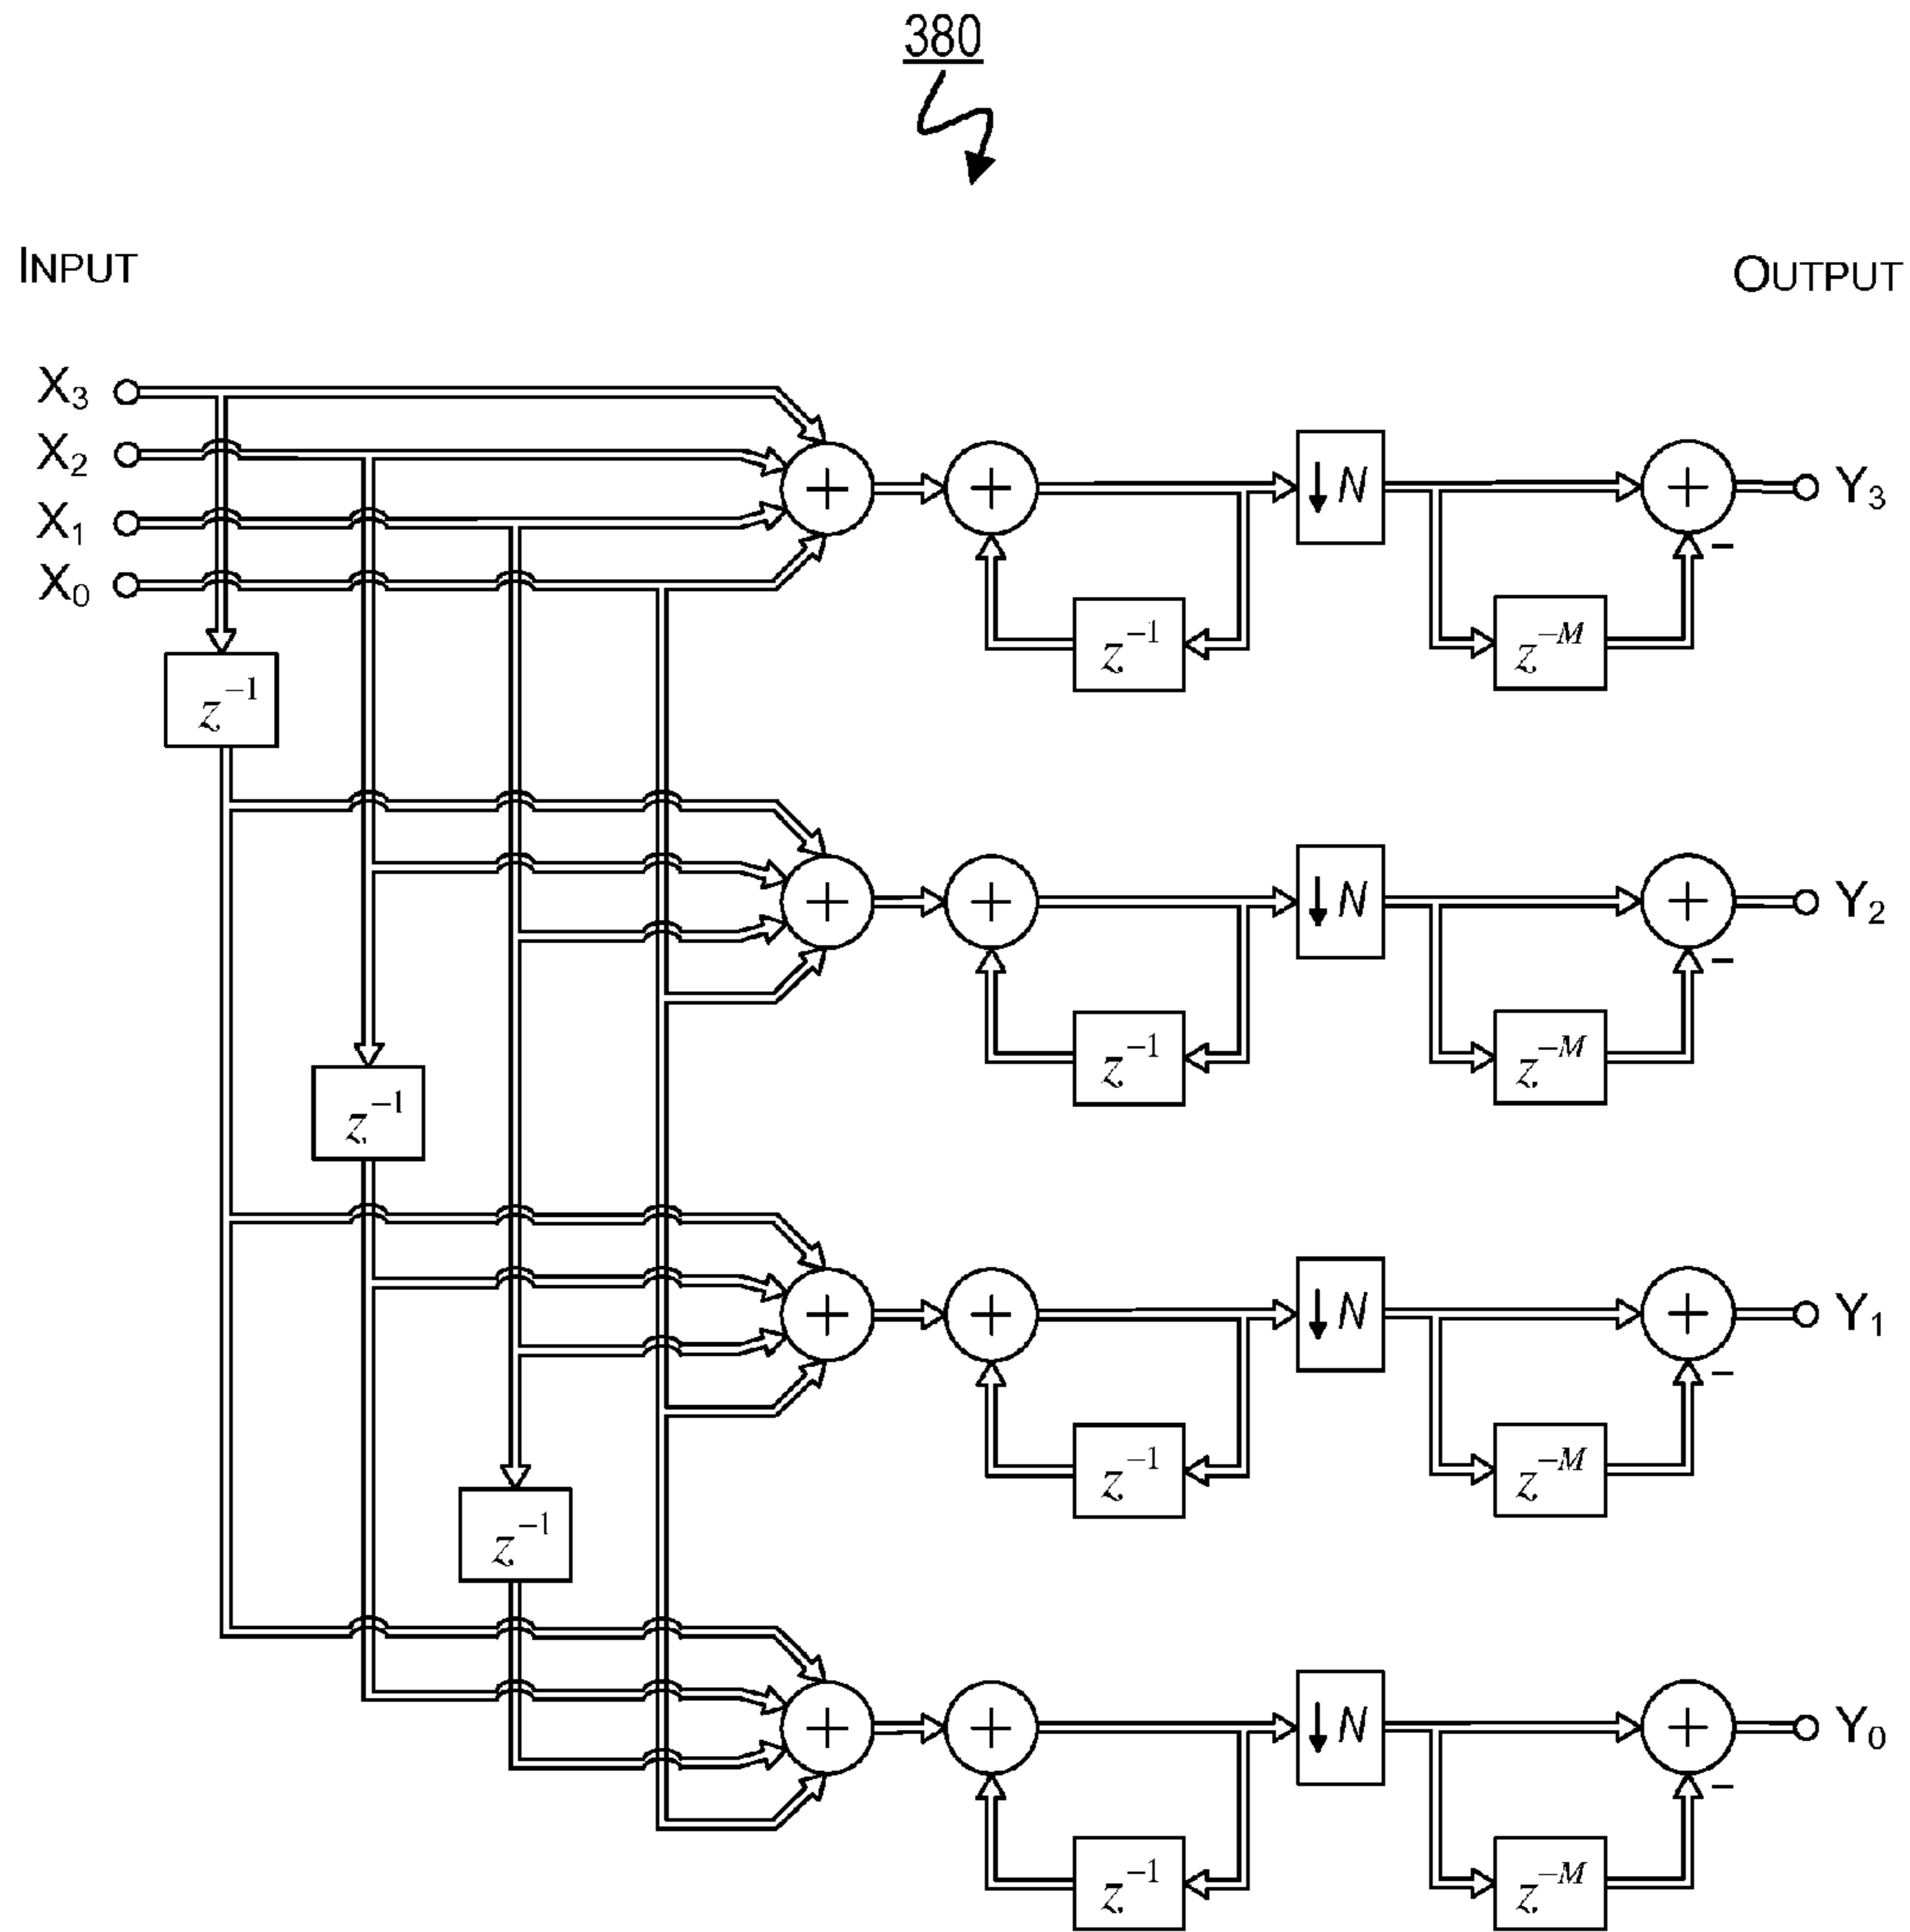 380
INPUT
OUTPUT
X₃
X₂
X₁
X₀
+
+
↓ N
+
Y₃
−
z⁻¹
z⁻ᴹ
z⁻¹
+
+
↓ N
+
Y₂
−
z⁻¹
z⁻ᴹ
z⁻¹
+
+
↓ N
+
Y₁
−
z⁻¹
z⁻ᴹ
z⁻¹
+
+
↓ N
+
Y₀
−
z⁻¹
z⁻ᴹ